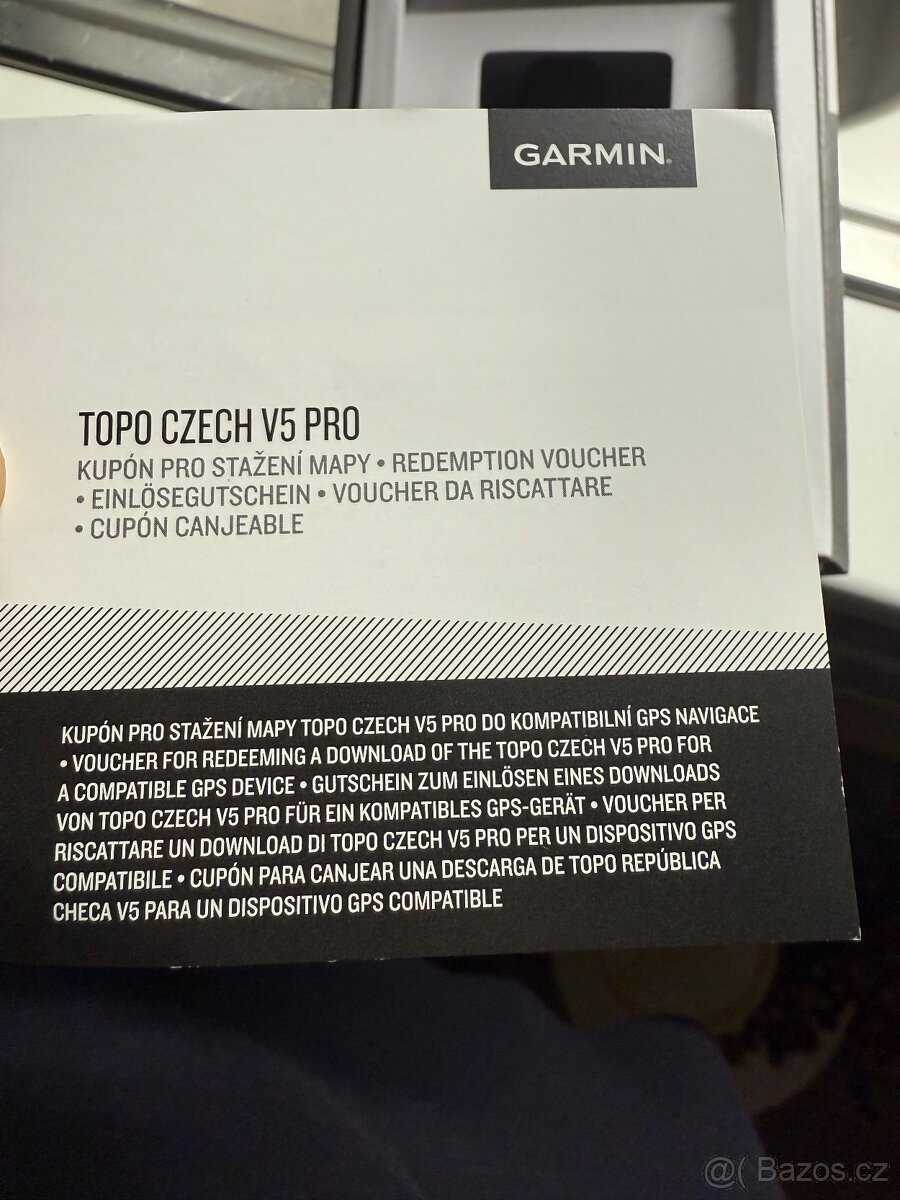 GARMIN
TOPO CZECH V5 PRO
KUPÓN PRO STAŽENÍ MAPY • REDEMPTION VOUCHER
• EINLÖSEGUTSCHEIN • VOUCHER DA RISCATTARE
• CUPÓN CANJEABLE
KUPÓN PRO STAŽENÍ MAPY TOPO CZECH V5 PRO DO KOMPATIBILNÍ GPS NAVIGACE
• VOUCHER FOR REDEEMING A DOWNLOAD OF THE TOPO CZECH V5 PRO FOR
A COMPATIBLE GPS DEVICE • GUTSCHEIN ZUM EINLÖSEN EINES DOWNLOADS
VON TOPO CZECH V5 PRO FÜR EIN KOMPATIBLES GPS-GERÄT • VOUCHER PER
RISCATTARE UN DOWNLOAD DI TOPO CZECH V5 PRO PER UN DISPOSITIVO GPS
COMPATIBILE • CUPÓN PARA CANJEAR UNA DESCARGA DE TOPO REPÚBLICA
CHECA V5 PARA UN DISPOSITIVO GPS COMPATIBLE
@( Bazos.cz